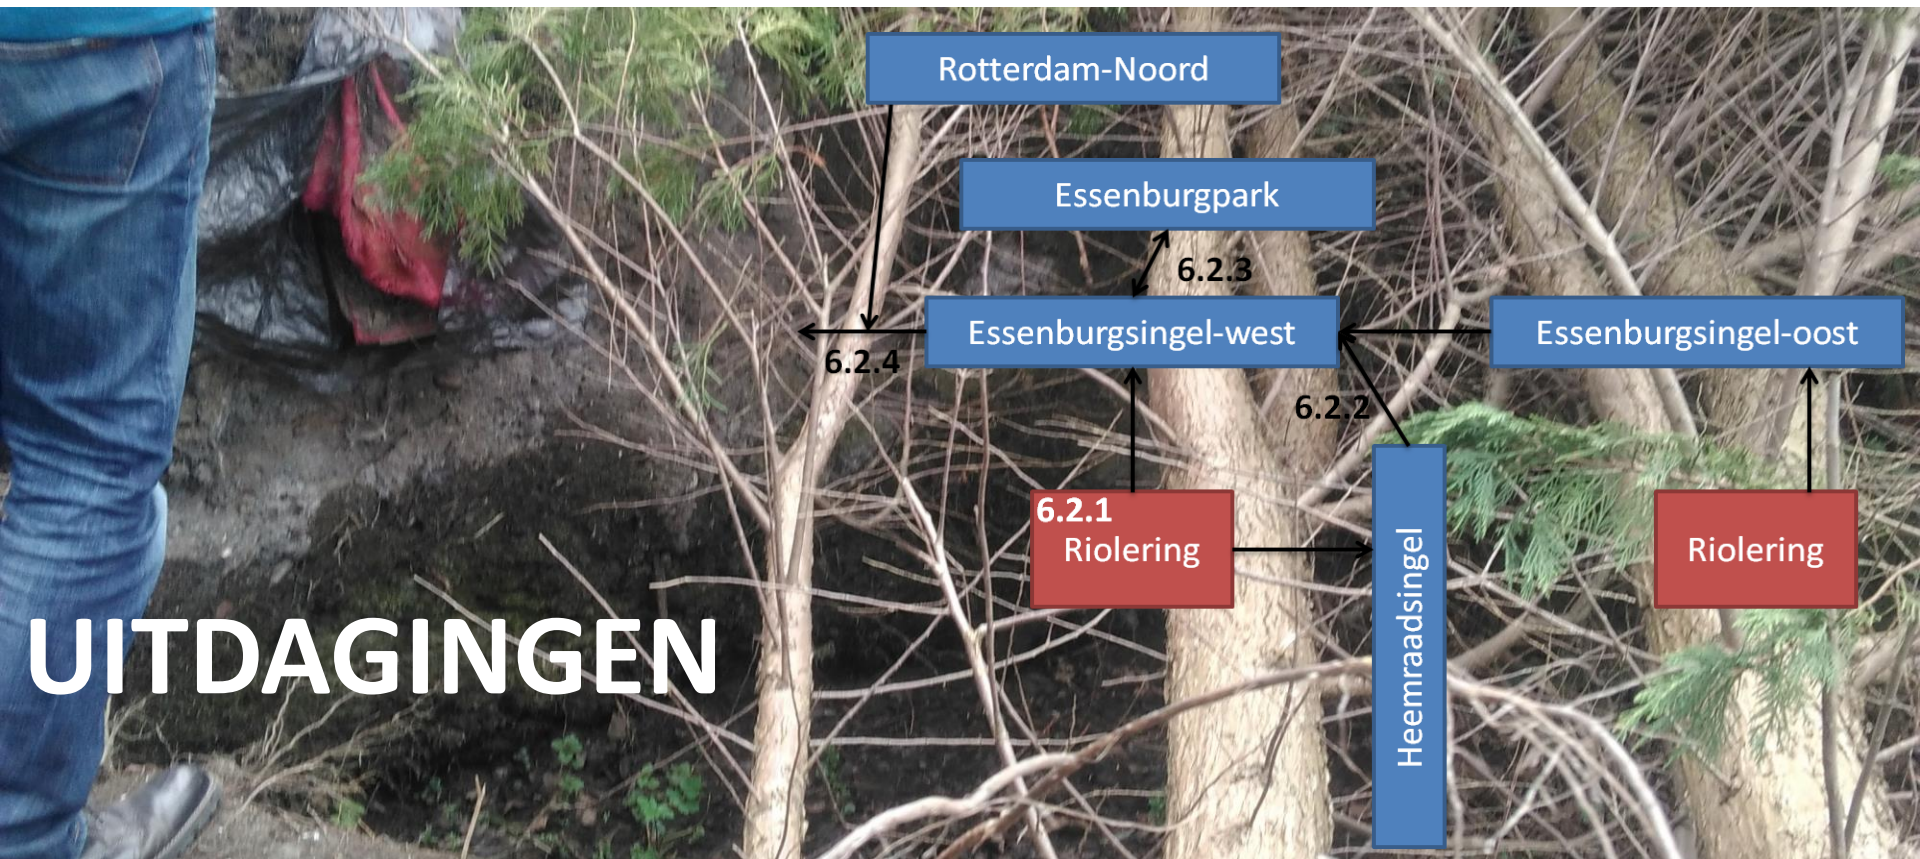 Rotterdam-Noord
Essenburgpark
6.2.3
Essenburgsingel-west
Essenburgsingel-oost
6.2.4
6.2.2
6.2.1
Riolering
Heemraadsingel
Riolering
UITDAGINGEN